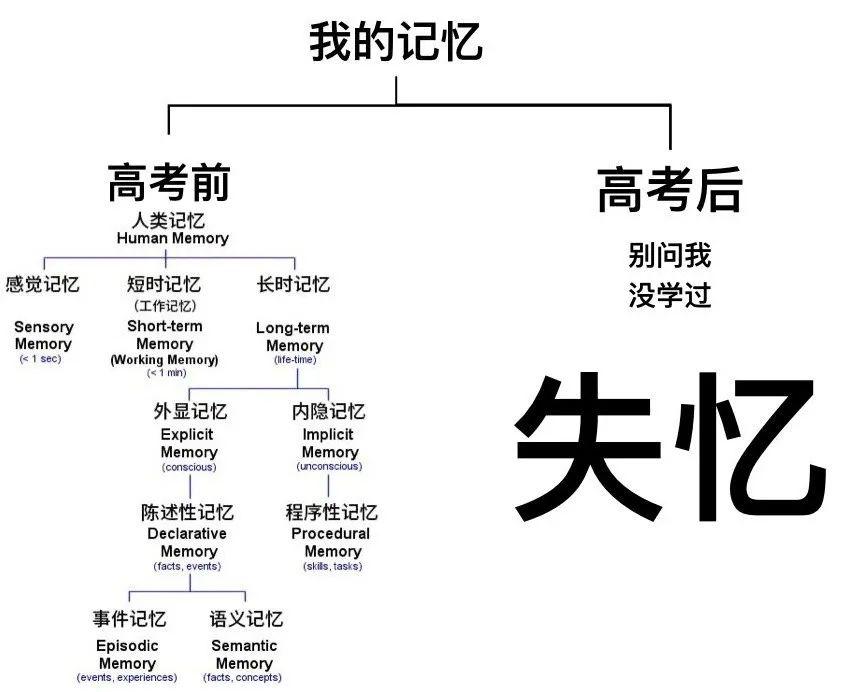 我的记忆
高考前
人类记忆
Human Memory
感觉记忆
Sensory
Memory
(< 1 sec)
短时记忆
(工作记忆)
Short-term
Memory
(Working Memory)
(< 1 min)
长时记忆
Long-term
Memory
(life-time)
外显记忆
Explicit
Memory
(conscious)
内隐记忆
Implicit
Memory
(unconscious)
陈述性记忆
Declarative
Memory
(facts, events)
程序性记忆
Procedural
Memory
(skills, tasks)
事件记忆
Episodic
Memory
(events, experiences)
语义记忆
Semantic
Memory
(facts, concepts)
高考后
别问我
没学过
失忆